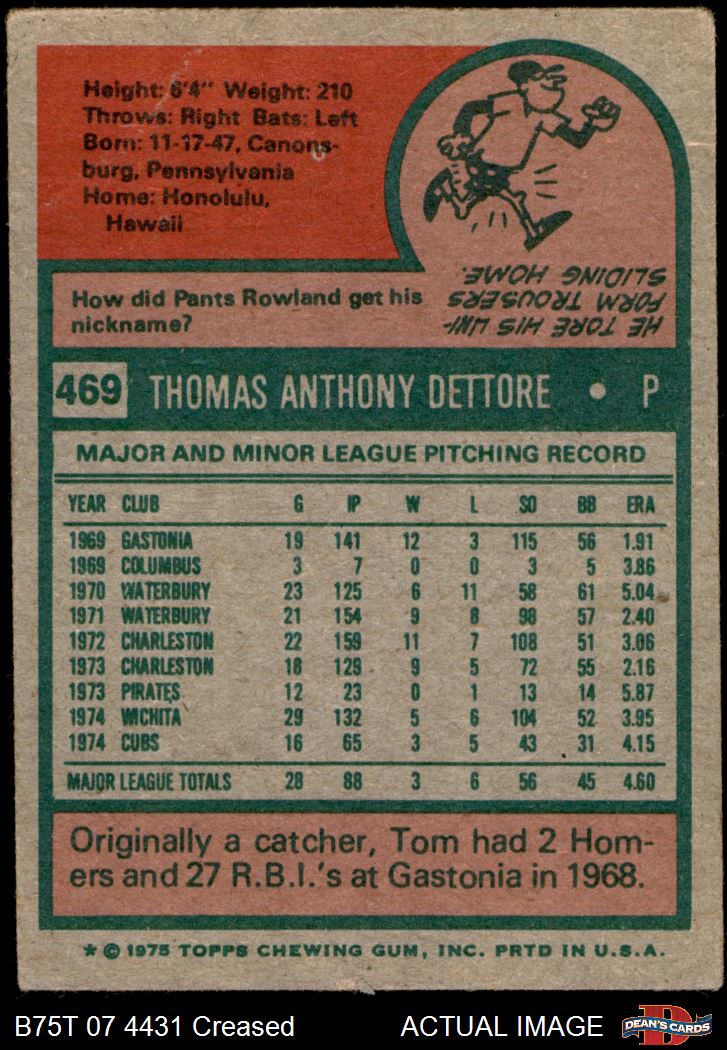 Height: 6'4" Weight: 210
Throws: Right Bats: Left
Born: 11-17-47, Canons-
burg, Pennsylvania
Home: Honolulu,
Hawaii
How did Pants Rowland get his
nickname?
HE TORE HIS UNI-
FORM TROUSERS
SLIDING HOME.
469 THOMAS ANTHONY DETTORE • P
MAJOR AND MINOR LEAGUE PITCHING RECORD
YEAR CLUB G IP W L SO BB ERA
1969 GASTONIA 19 141 12 3 115 56 1.91
1969 COLUMBUS 3 7 0 0 3 5 3.86
1970 WATERBURY 23 125 6 11 58 61 5.04
1971 WATERBURY 21 154 9 8 98 57 2.40
1972 CHARLESTON 22 159 11 7 108 51 3.06
1973 CHARLESTON 18 129 9 5 72 55 2.16
1973 PIRATES 12 23 0 1 13 14 5.87
1974 WICHITA 29 132 5 6 104 52 3.95
1974 CUBS 16 65 3 5 43 31 4.15
MAJOR LEAGUE TOTALS 28 88 3 6 56 45 4.60
Originally a catcher, Tom had 2 Hom-
ers and 27 R.B.I.'s at Gastonia in 1968.
* © 1975 TOPPS CHEWING GUM, INC. PRTD IN U.S.A.
B75T 07 4431 Creased ACTUAL IMAGE
D
DEAN'S CARDS